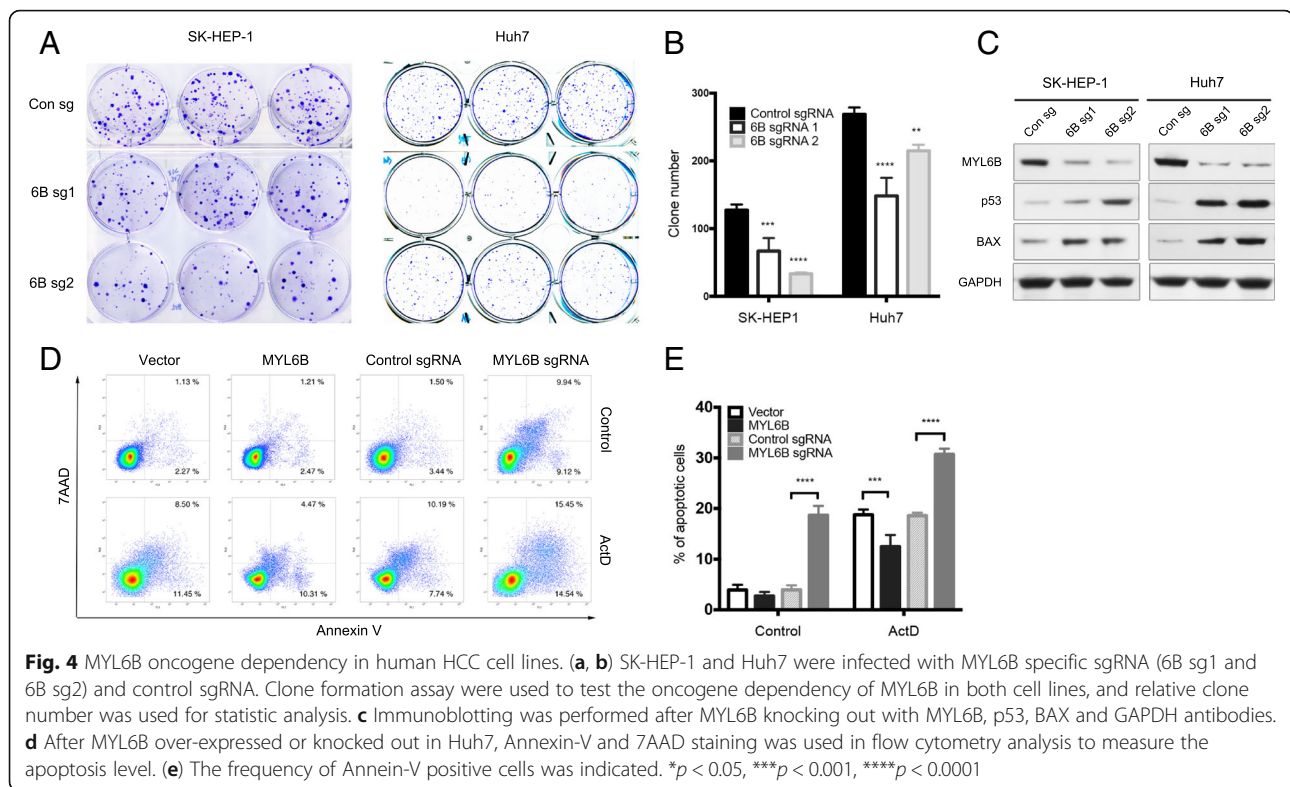 A
SK-HEP-1
Huh7
Con sg
6B sg1
6B sg2
B
300
200
100
0
Clone number
Control sgRNA
6B sgRNA 1
6B sgRNA 2
***
****
****
**
SK-HEP1
Huh7
C
SK-HEP-1
Huh7
Con sg
6B sg1
6B sg2
Con sg
6B sg1
6B sg2
MYL6B
p53
BAX
GAPDH
D
Vector
MYL6B
Control sgRNA
MYL6B sgRNA
1.13 %
1.21 %
1.50 %
9.94 %
2.27 %
2.47 %
3.44 %
9.12 %
Control
8.50 %
4.47 %
10.19 %
15.45 %
11.45 %
10.31 %
7.74 %
14.54 %
ActD
7AAD
Annexin V
E
40
30
20
10
0
% of apoptotic cells
Vector
MYL6B
Control sgRNA
MYL6B sgRNA
****
***
****
Control
ActD
Fig. 4 MYL6B oncogene dependency in human HCC cell lines. (a, b) SK-HEP-1 and Huh7 were infected with MYL6B specific sgRNA (6B sg1 and
6B sg2) and control sgRNA. Clone formation assay were used to test the oncogene dependency of MYL6B in both cell lines, and relative clone
number was used for statistic analysis. c Immunoblotting was performed after MYL6B knocking out with MYL6B, p53, BAX and GAPDH antibodies.
d After MYL6B over-expressed or knocked out in Huh7, Annexin-V and 7AAD staining was used in flow cytometry analysis to measure the
apoptosis level. (e) The frequency of Annein-V positive cells was indicated. *p < 0.05, ***p < 0.001, ****p < 0.0001